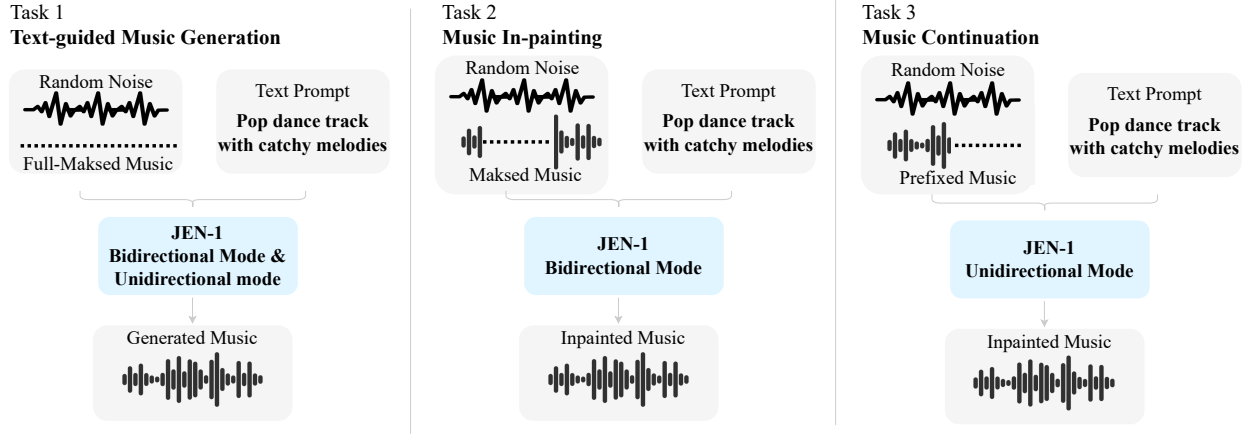 Task 1
Text-guided Music Generation
Random Noise
Full-Maksed Music
Text Prompt
Pop dance track
with catchy melodies
JEN-1
Bidirectional Mode &
Unidirectional mode
Generated Music
Task 2
Music In-painting
Random Noise
Maksed Music
Text Prompt
Pop dance track
with catchy melodies
JEN-1
Bidirectional Mode
Inpainted Music
Task 3
Music Continuation
Random Noise
Prefixed Music
Text Prompt
Pop dance track
with catchy melodies
JEN-1
Unidirectional Mode
Inpainted Music